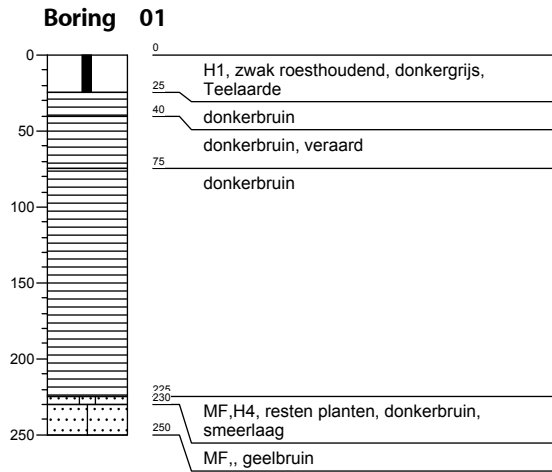 Boring 01
0
0
H1, zwak roesthoudend, donkergrijs,
Teelaarde
25
40
donkerbruin
50
donkerbruin, veraard
75
donkerbruin
100
150
200
225
230
MF,H4, resten planten, donkerbruin,
smeerlaag
250
250
MF,, geelbruin